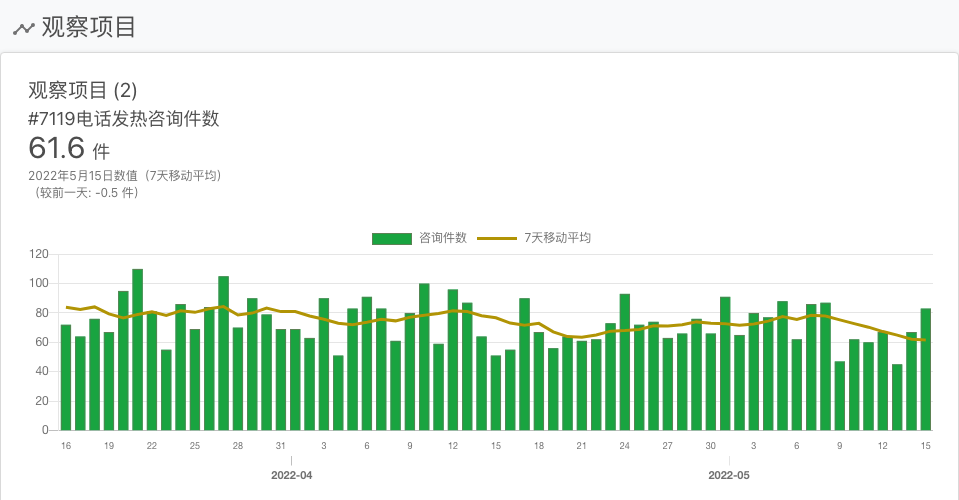 观察项目
观察项目 (2)
#7119电话发热咨询件数
61.6 件
2022年5月15日数值（7天移动平均）
（较前一天: -0.5 件）
咨询件数 7天移动平均
120
100
80
60
40
20
0
16 19 22 25 28 31 3 6 9 12 15 18 21 24 27 30 3 6 9 12 15
2022-04 2022-05